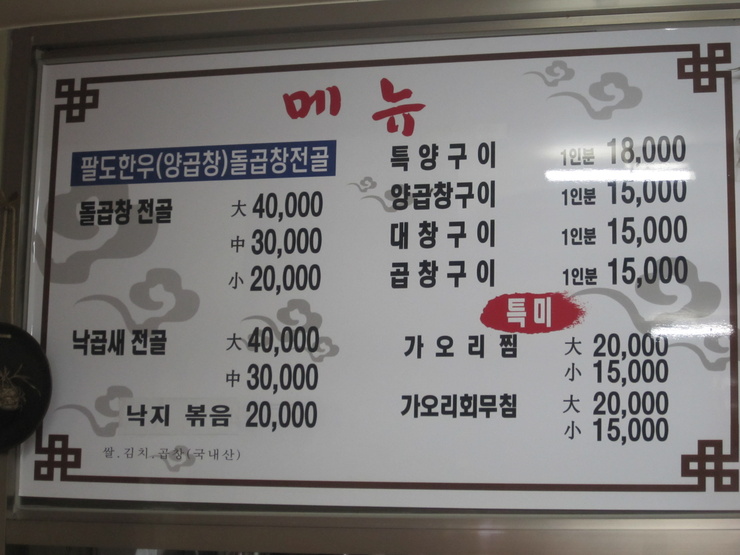 메뉴
팔도한우(양곱창)돌곱창전골
돌곱창 전골 大 40,000
中 30,000
小 20,000
낙곱새 전골 大 40,000
中 30,000
낙지 볶음 20,000
쌀.김치.곱창(국내산)
특양구이 1인분 18,000
양곱창구이 1인분 15,000
대창구이 1인분 15,000
곱창구이 1인분 15,000
특미
가오리찜 大 20,000
小 15,000
가오리회무침 大 20,000
小 15,000